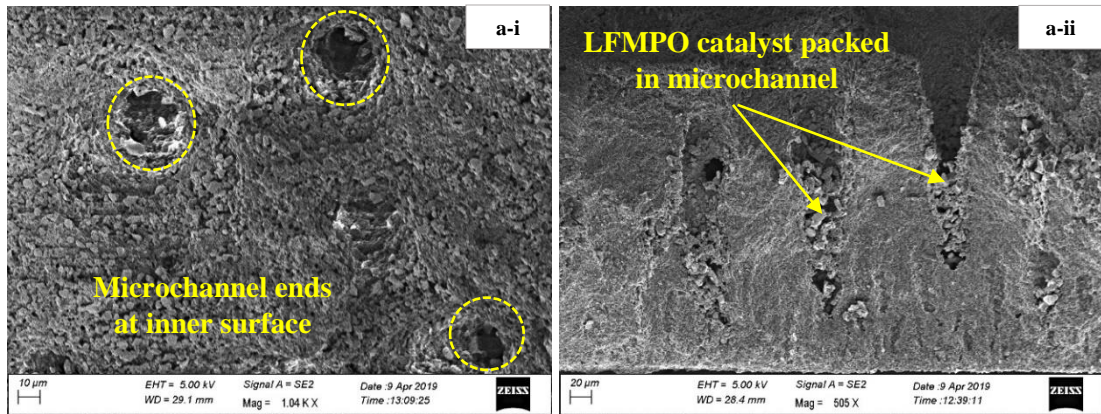 a-i
Microchannel ends
at inner surface
10 µm
EHT = 5.00 kV
Signal A = SE2
Date :9 Apr 2019
WD = 29.1 mm
Mag = 1.04 K X
Time :13:09:25
ZEISS
a-ii
LFMPO catalyst packed
in microchannel
20 µm
EHT = 5.00 kV
Signal A = SE2
Date :9 Apr 2019
WD = 28.4 mm
Mag = 505 X
Time :12:39:11
ZEISS